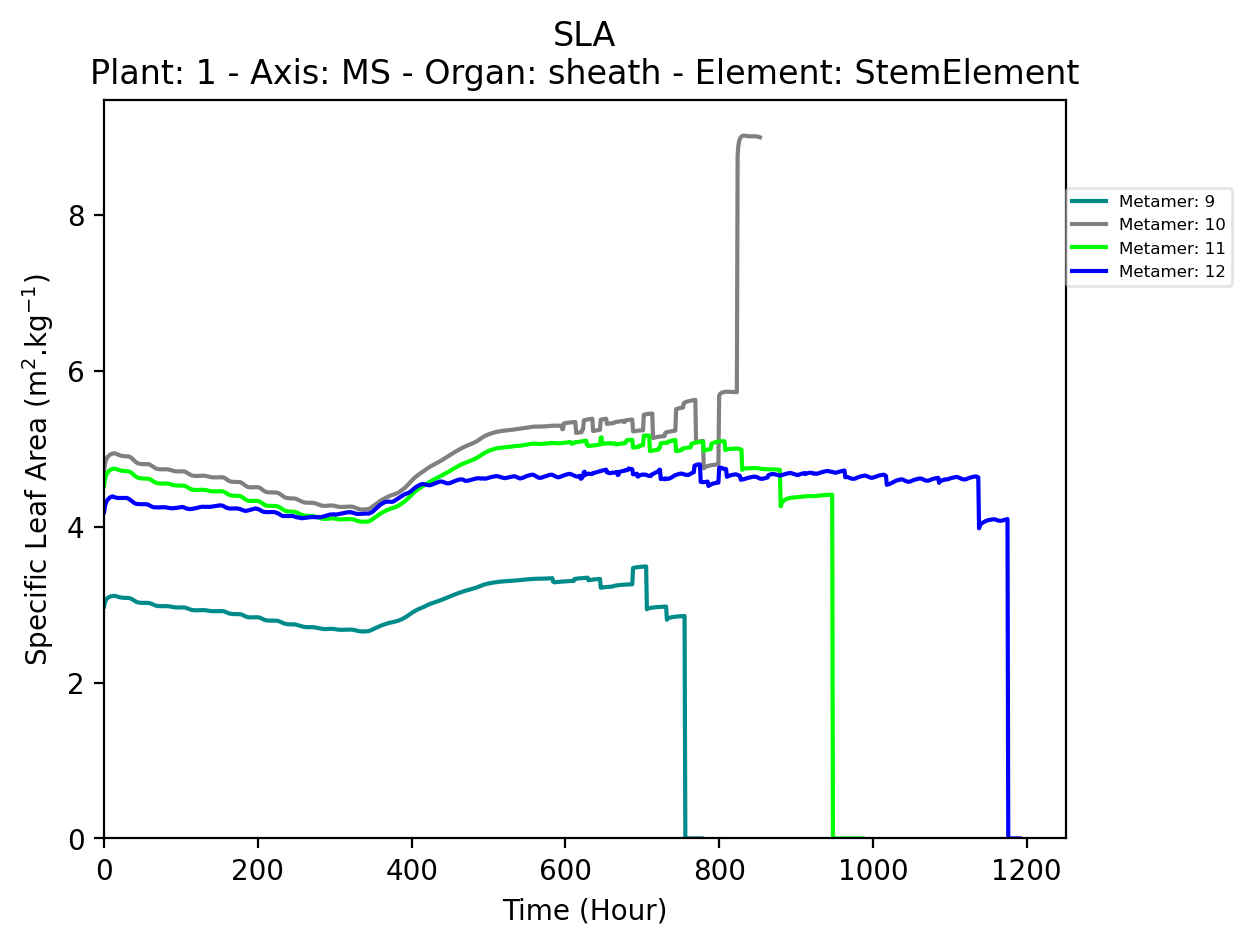 SLA
Plant: 1 - Axis: MS - Organ: sheath - Element: StemElement
Specific Leaf Area (m².kg⁻¹)
8
6
4
2
0
0 200 400 600 800 1000 1200
Time (Hour)
Metamer: 9
Metamer: 10
Metamer: 11
Metamer: 12